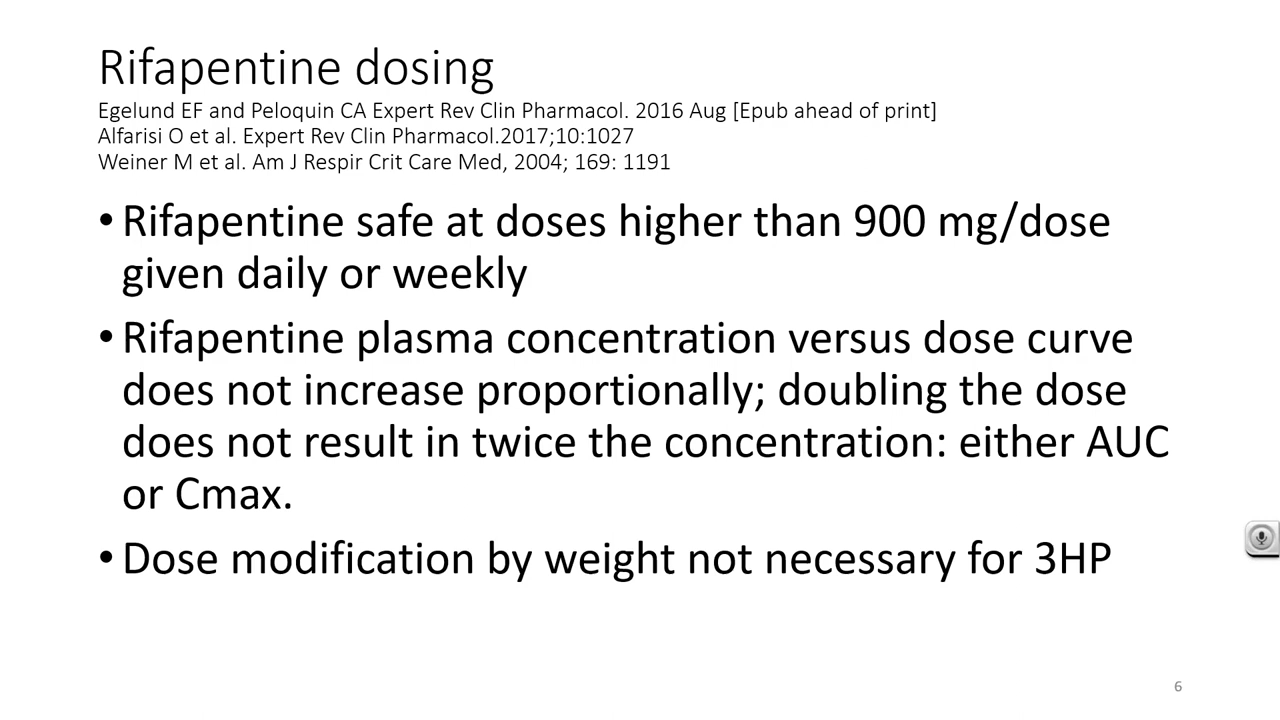 Rifapentine dosing
Egelund EF and Peloquin CA Expert Rev Clin Pharmacol. 2016 Aug [Epub ahead of print]
Alfarisi O et al. Expert Rev Clin Pharmacol.2017;10:1027
Weiner M et al. Am J Respir Crit Care Med, 2004; 169: 1191
• Rifapentine safe at doses higher than 900 mg/dose
given daily or weekly
• Rifapentine plasma concentration versus dose curve
does not increase proportionally; doubling the dose
does not result in twice the concentration: either AUC
or Cmax.
• Dose modification by weight not necessary for 3HP
6